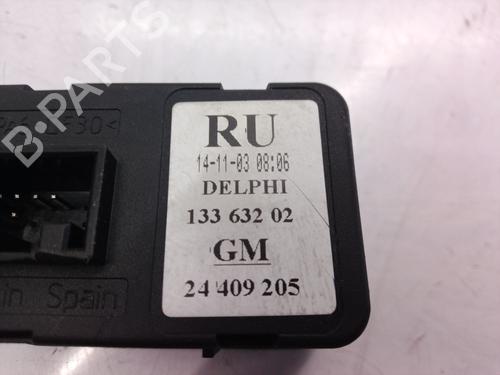 RU
14-11-03 08:06
DELPHI
133 632 02
GM
24 409 205
Spain
B-PARTS